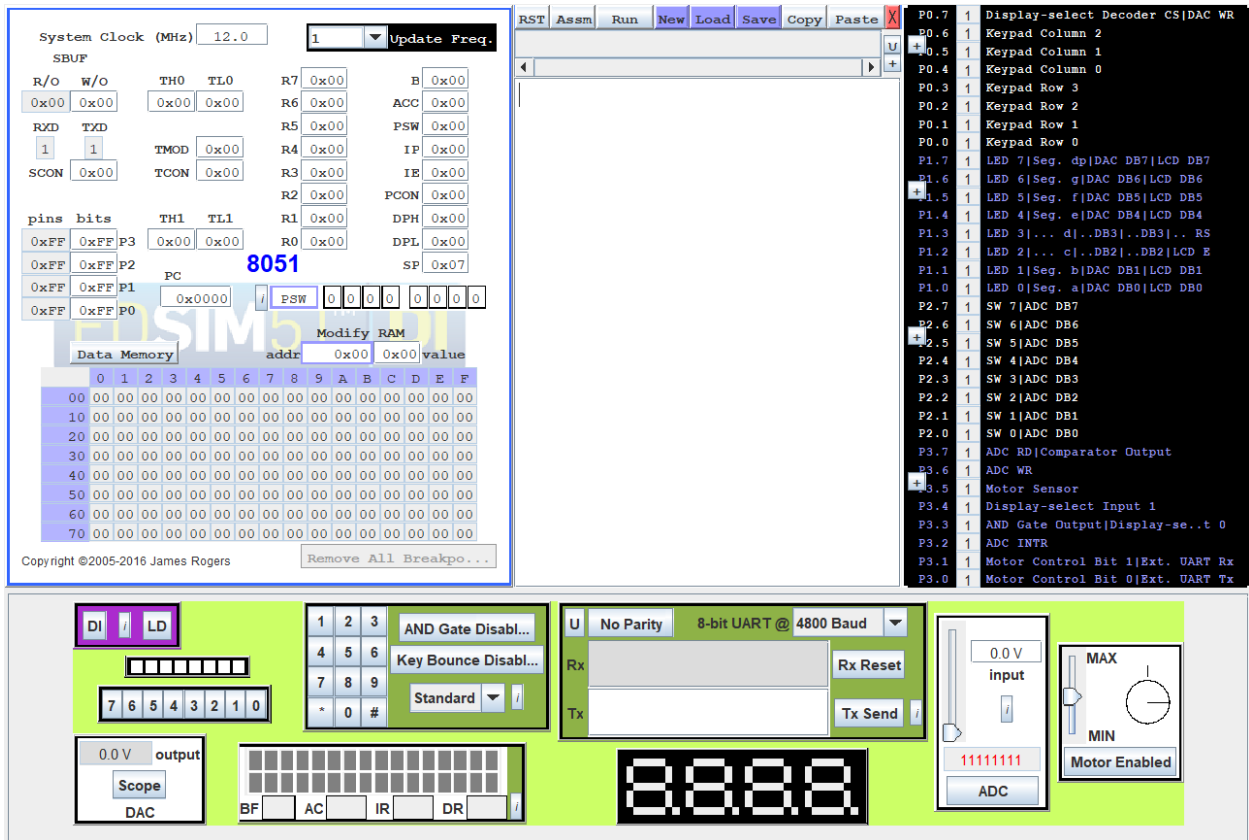 System Clock (MHz) 12.0 1 Update Freq.
SBUF
R/O W/O TH0 TL0 R7 0x00 B 0x00
0x00 0x00 0x00 0x00 R6 0x00 ACC 0x00
RXD TXD R5 0x00 PSW 0x00
1 1 TMOD 0x00 R4 0x00 IP 0x00
SCON 0x00 TCON 0x00 R3 0x00 IE 0x00
R2 0x00 PCON 0x00
pins bits TH1 TL1 R1 0x00 DPH 0x00
0xFF 0xFF P3 0x00 0x00 R0 0x00 DPL 0x00
0xFF 0xFF P2 8051 SP 0x07
PC
0xFF 0xFF P1 0x0000 i PSW 0 0 0 0 0 0 0 0
0xFF 0xFF P0
Modify RAM
Data Memory addr 0x00 0x00 value
0 1 2 3 4 5 6 7 8 9 A B C D E F
00 00 00 00 00 00 00 00 00 00 00 00 00 00 00 00 00
10 00 00 00 00 00 00 00 00 00 00 00 00 00 00 00 00
20 00 00 00 00 00 00 00 00 00 00 00 00 00 00 00 00
30 00 00 00 00 00 00 00 00 00 00 00 00 00 00 00 00
40 00 00 00 00 00 00 00 00 00 00 00 00 00 00 00 00
50 00 00 00 00 00 00 00 00 00 00 00 00 00 00 00 00
60 00 00 00 00 00 00 00 00 00 00 00 00 00 00 00 00
70 00 00 00 00 00 00 00 00 00 00 00 00 00 00 00 00
Copyright ©2005-2016 James Rogers Remove All Breakpo...
RST Assm Run New Load Save Copy Paste X
U
+
P0.7 1 Display-select Decoder CS|DAC WR
P0.6 1 Keypad Column 2
P0.5 1 Keypad Column 1
P0.4 1 Keypad Column 0
P0.3 1 Keypad Row 3
P0.2 1 Keypad Row 2
P0.1 1 Keypad Row 1
P0.0 1 Keypad Row 0
P1.7 1 LED 7|Seg. dp|DAC DB7|LCD DB7
P1.6 1 LED 6|Seg. g|DAC DB6|LCD DB6
P1.5 1 LED 5|Seg. f|DAC DB5|LCD DB5
P1.4 1 LED 4|Seg. e|DAC DB4|LCD DB4
P1.3 1 LED 3|... d|..DB3|..DB3|.. RS
P1.2 1 LED 2|... c|..DB2|..DB2|LCD E
P1.1 1 LED 1|Seg. b|DAC DB1|LCD DB1
P1.0 1 LED 0|Seg. a|DAC DB0|LCD DB0
P2.7 1 SW 7|ADC DB7
P2.6 1 SW 6|ADC DB6
P2.5 1 SW 5|ADC DB5
P2.4 1 SW 4|ADC DB4
P2.3 1 SW 3|ADC DB3
P2.2 1 SW 2|ADC DB2
P2.1 1 SW 1|ADC DB1
P2.0 1 SW 0|ADC DB0
P3.7 1 ADC RD|Comparator Output
P3.6 1 ADC WR
P3.5 1 Motor Sensor
P3.4 1 Display-select Input 1
P3.3 1 AND Gate Output|Display-se..t 0
P3.2 1 ADC INTR
P3.1 1 Motor Control Bit 1|Ext. UART Rx
P3.0 1 Motor Control Bit 0|Ext. UART Tx
DI i LD
7 6 5 4 3 2 1 0
0.0 V output
Scope
DAC
1 2 3
4 5 6
7 8 9
* 0 #
AND Gate Disabl...
Key Bounce Disabl...
Standard i
BF AC IR DR i
U No Parity 8-bit UART @ 4800 Baud
Rx Rx Reset
Tx Tx Send i
0.0 V
input
i
11111111
ADC
MAX
MIN
Motor Enabled